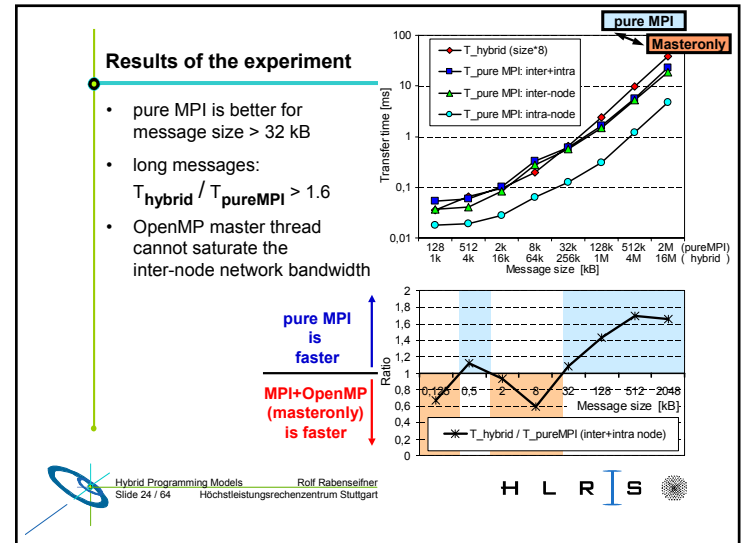 Results of the experiment
• pure MPI is better for
message size > 32 kB
• long messages:
T hybrid / T pureMPI > 1.6
• OpenMP master thread
cannot saturate the
inter-node network bandwidth
pure MPI
Masteronly
100
10
1
0,1
0,01
Transfer time [ms]
T_hybrid (size*8)
T_pure MPI: inter+intra
T_pure MPI: inter-node
T_pure MPI: intra-node
128 512 2k 8k 32k 128k 512k 2M (pureMPI)
1k 4k 16k 64k 256k 1M 4M 16M ( hybrid )
Message size [kB]
pure MPI
is
faster
MPI+OpenMP
(masteronly)
is faster
2
1,8
1,6
1,4
1,2
1
0,8
0,6
0,4
0,2
0
Ratio
0,125 0,5 2 8 32 128 512 2048
Message size [kB]
T_hybrid / T_pureMPI (inter+intra node)
Hybrid Programming Models Rolf Rabenseifner
Slide 24 / 64 Höchstleistungsrechenzentrum Stuttgart
H L R I S